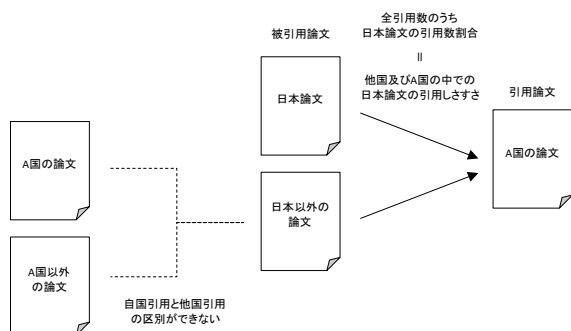 被引用論文
全引用数のうち
日本論文の引用数割合
＝
他国及びA国の中での
日本論文の引用しさすさ
引用論文
日本論文
A国の論文
A国の論文
日本以外の
論文
A国以外
の論文
自国引用と他国引用
の区別ができない